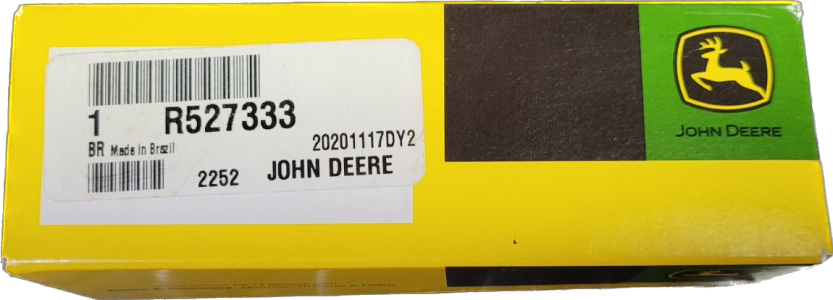 1 R527333
BR Made In Brazil
20201117DY2
2252 JOHN DEERE
JOHN DEERE